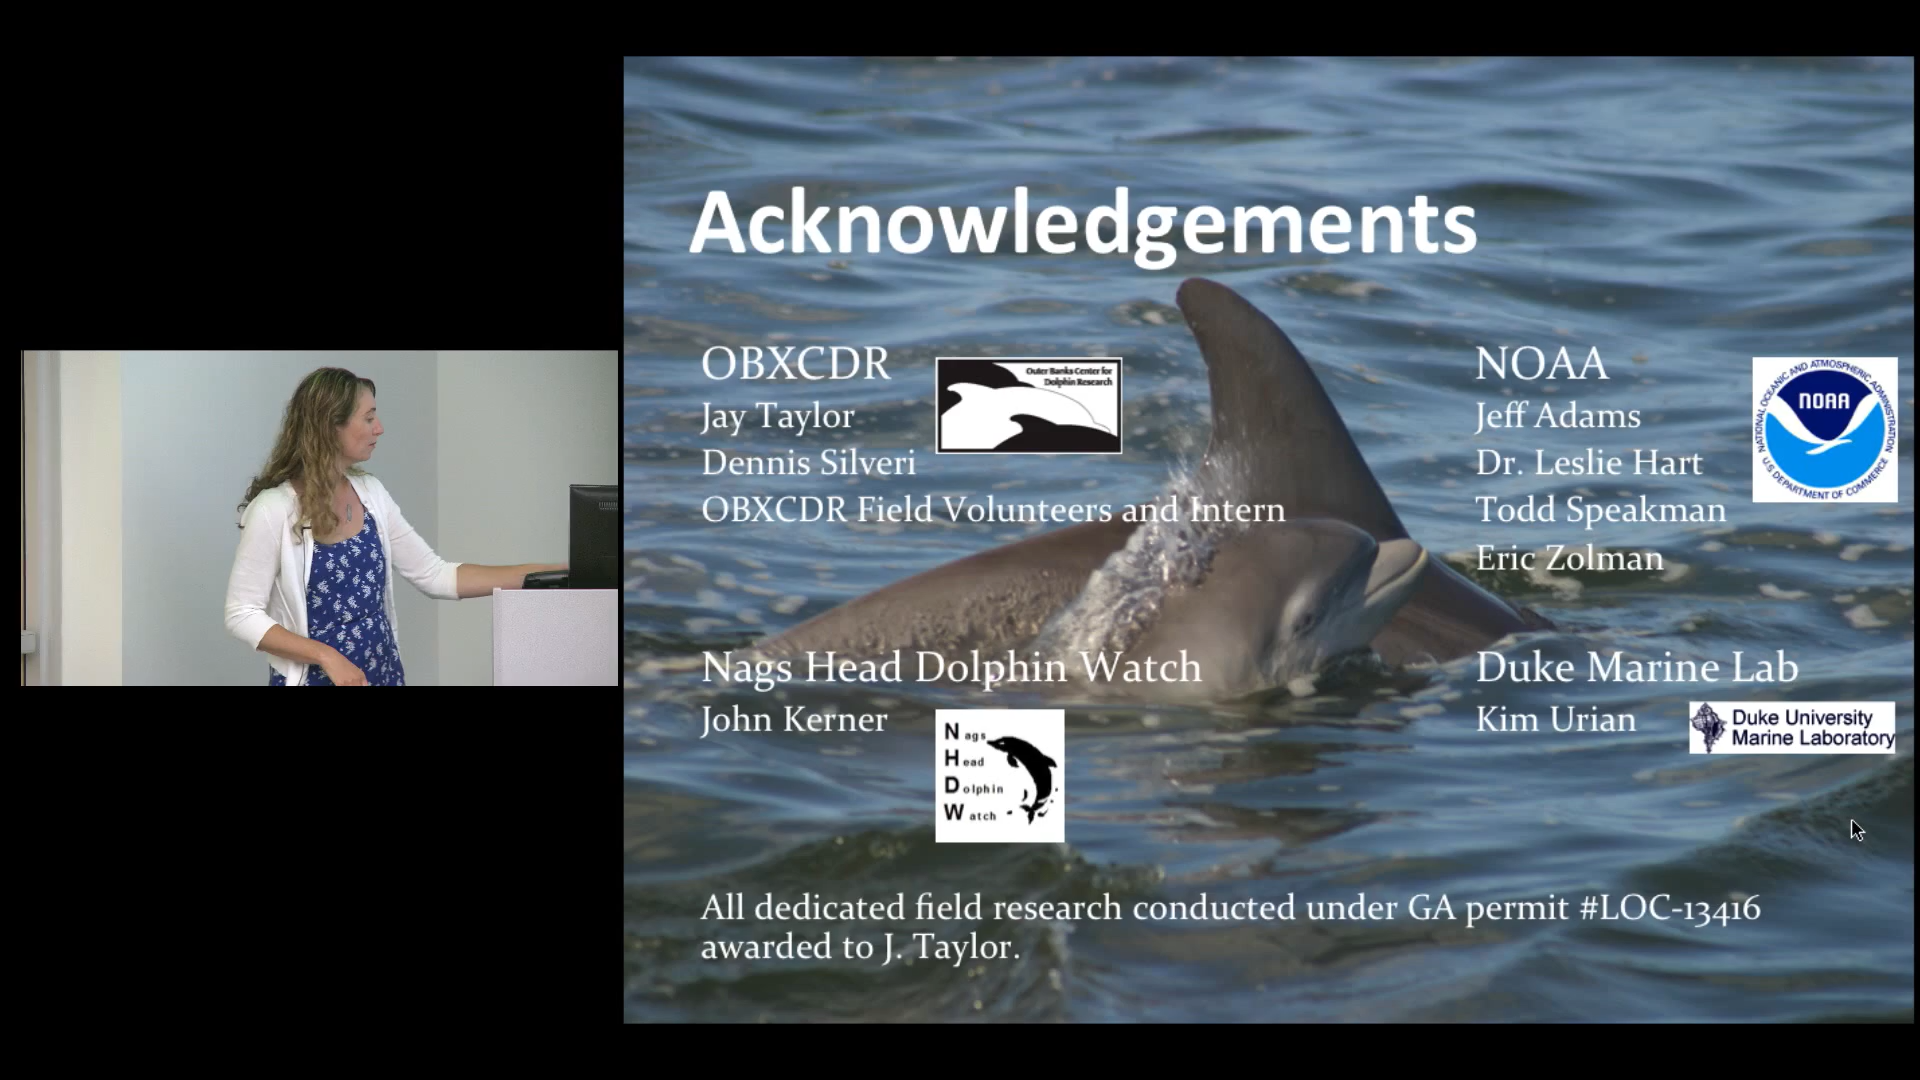 Acknowledgements
OBXCDR
Jay Taylor
Dennis Silveri
OBXCDR Field Volunteers and Intern
Outer Banks Center for
Dolphin Research
NOAA
Jeff Adams
Dr. Leslie Hart
Todd Speakman
Eric Zolman
NATIONAL OCEANIC AND ATMOSPHERIC ADMINISTRATION
NOAA
U.S. DEPARTMENT OF COMMERCE
Nags Head Dolphin Watch
John Kerner
Nags
Head
Dolphin
Watch
Duke Marine Lab
Kim Urian
Duke University
Marine Laboratory
All dedicated field research conducted under GA permit #LOC-13416
awarded to J. Taylor.